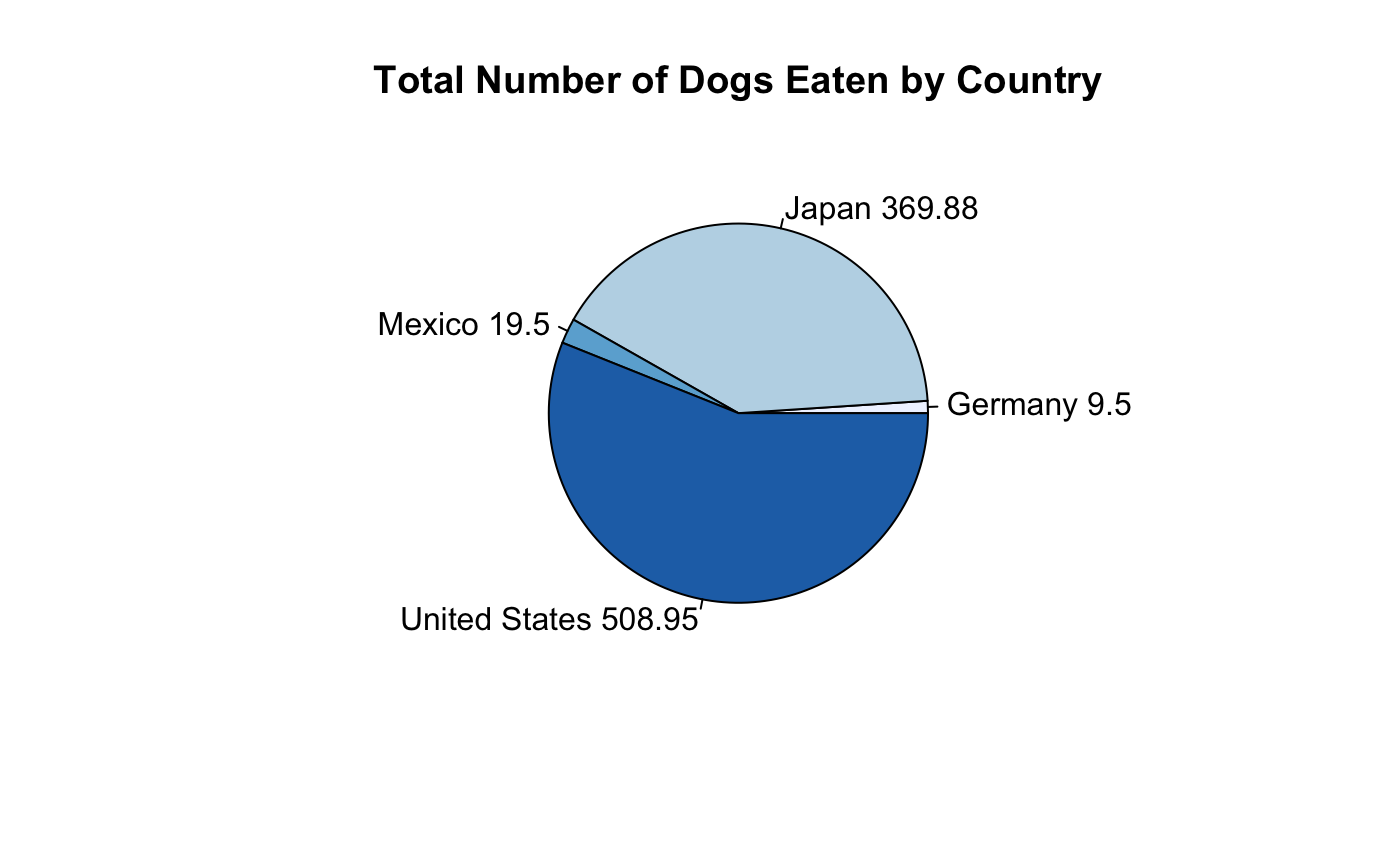 Total Number of Dogs Eaten by Country
Japan 369.88
Mexico 19.5
Germany 9.5
United States 508.95